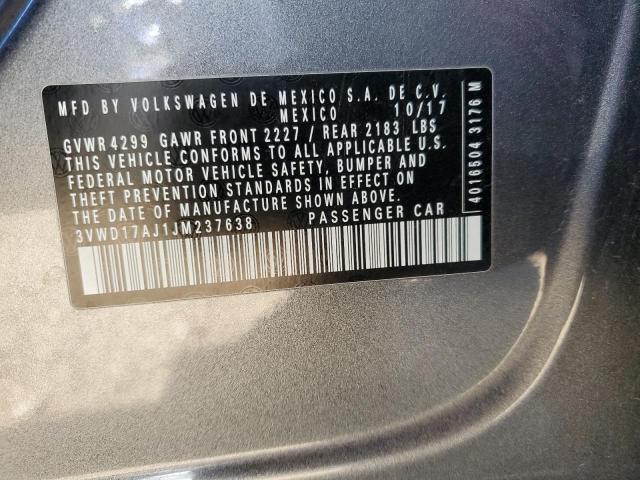 MFD BY VOLKSWAGEN DE MEXICO S.A. DE C.V.
MEXICO 10/17
GVWR 4299 GAWR FRONT 2227 / REAR 2183 LBS
THIS VEHICLE CONFORMS TO ALL APPLICABLE U.S.
FEDERAL MOTOR VEHICLE SAFETY, BUMPER AND
THEFT PREVENTION STANDARDS IN EFFECT ON
THE DATE OF MANUFACTURE SHOWN ABOVE.
3VWD17AJ1JM237638 PASSENGER CAR
4016604 3176 M